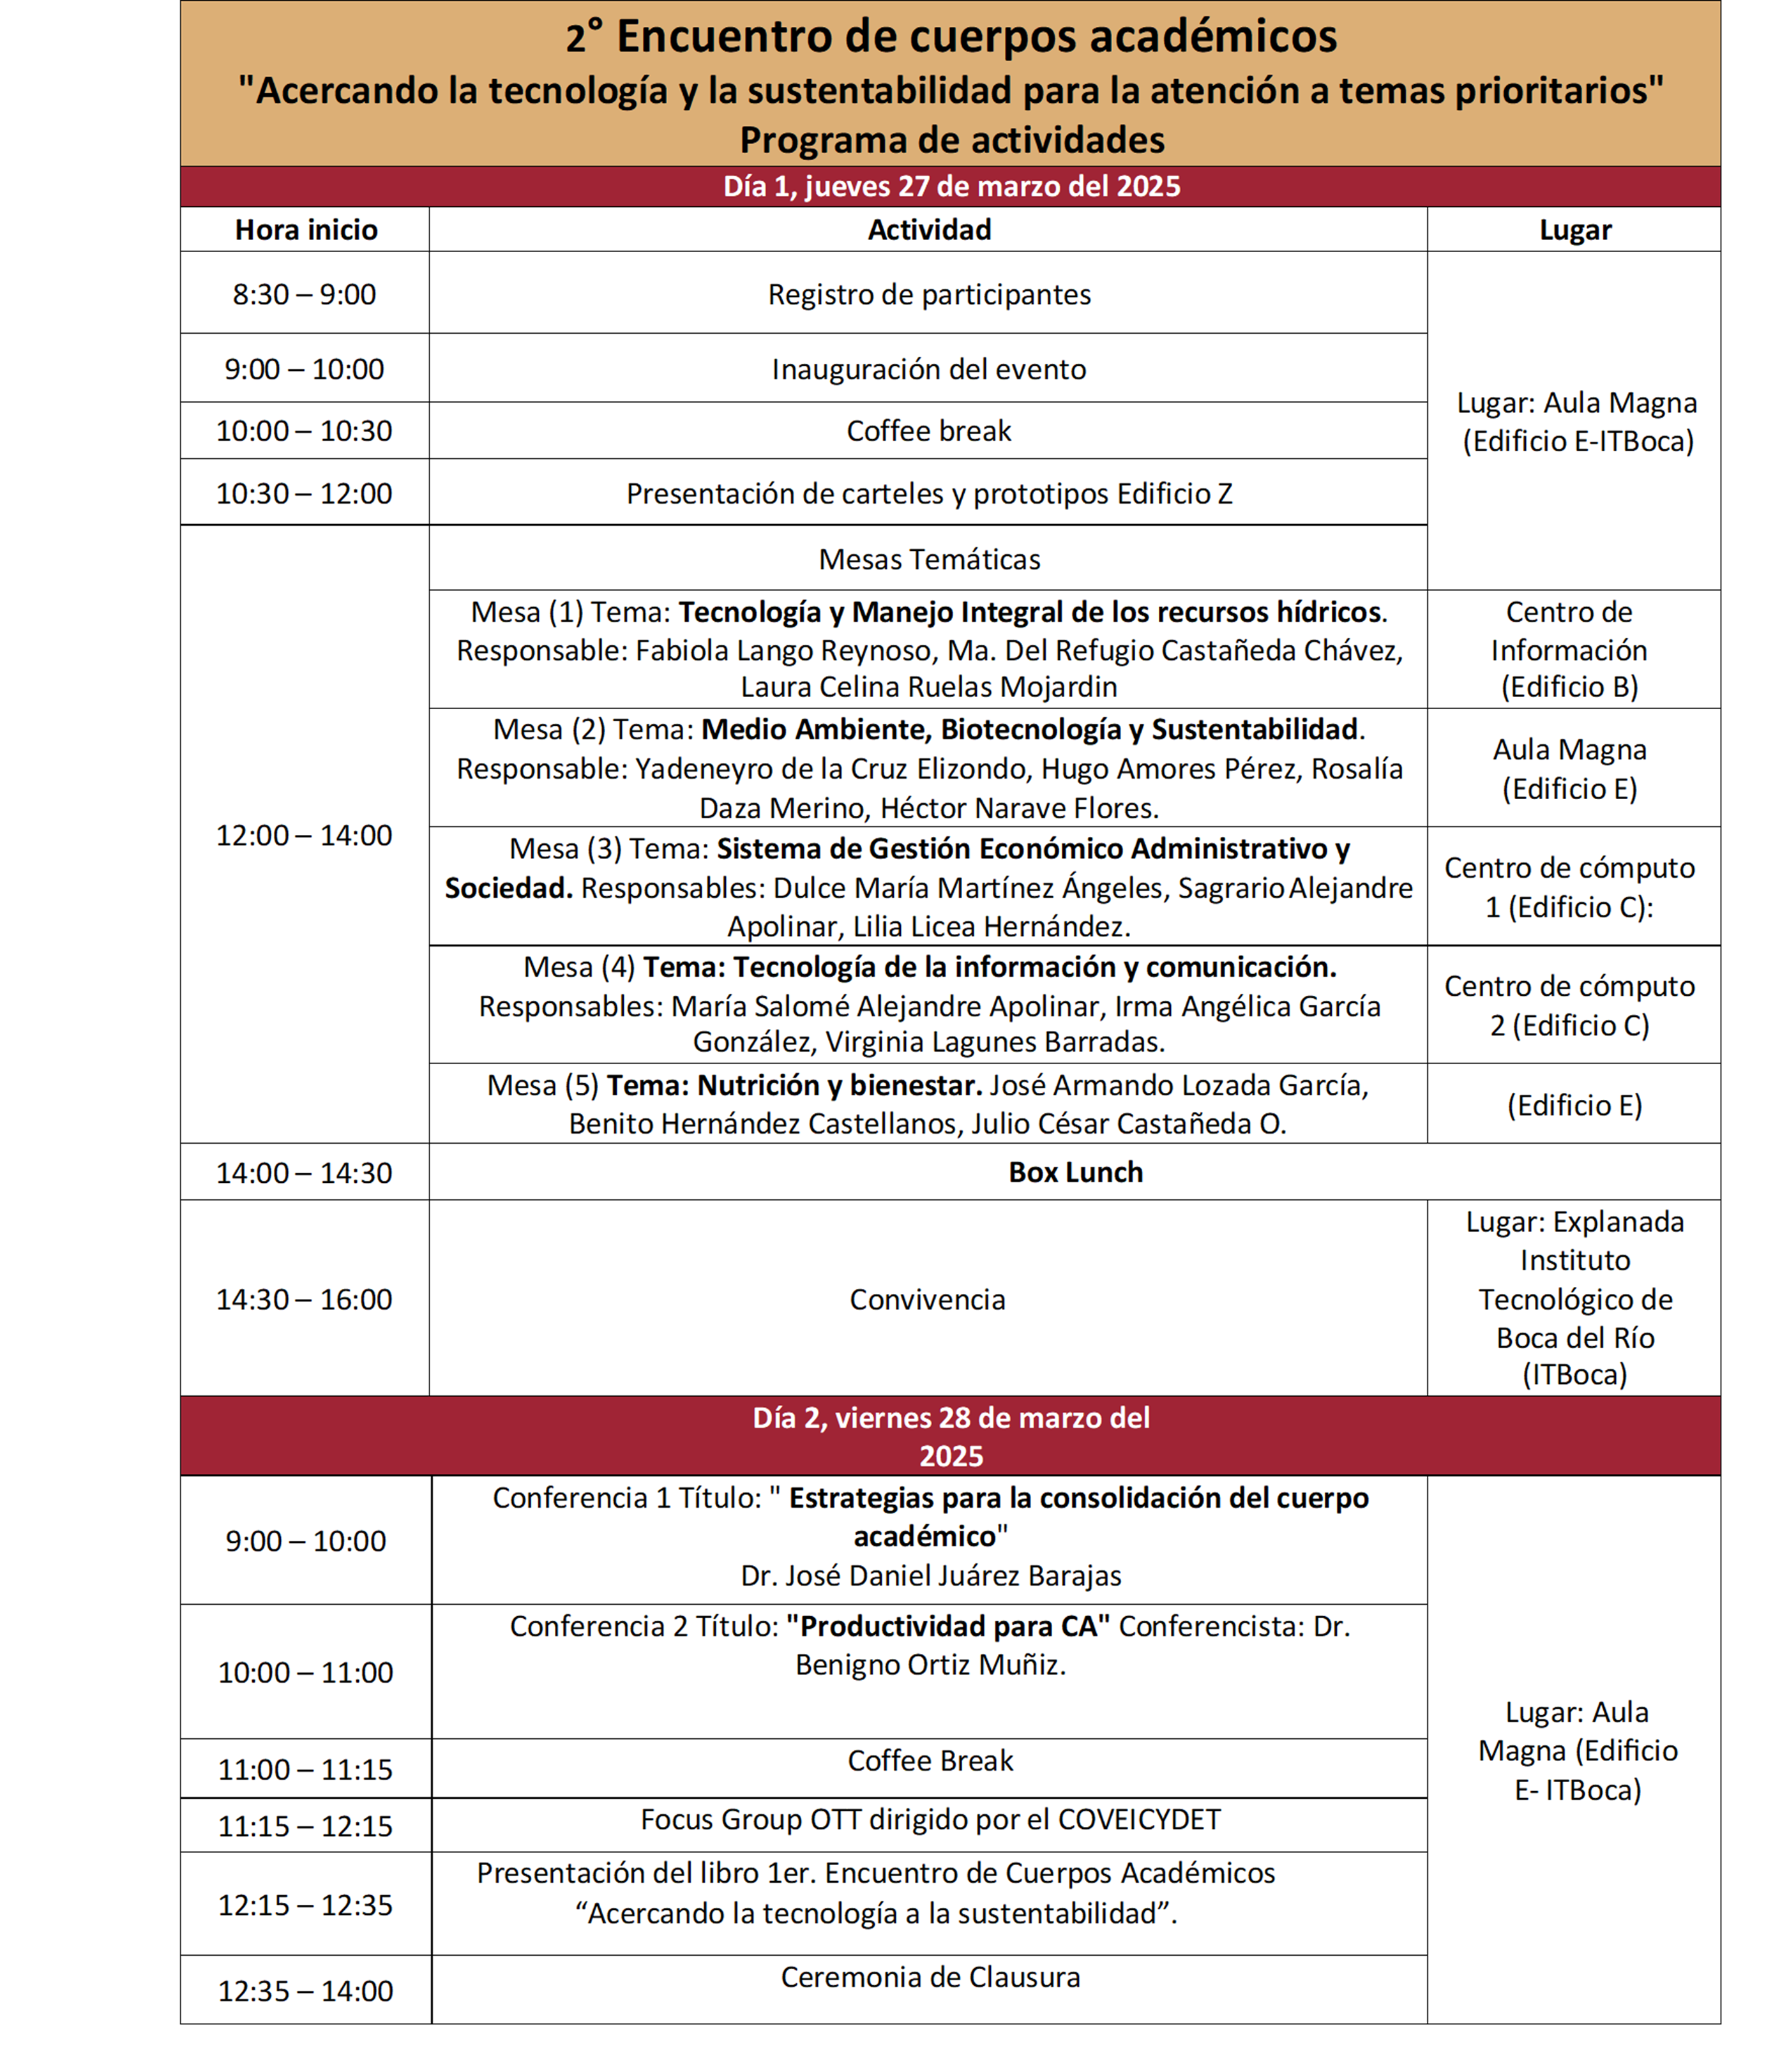 2° Encuentro de cuerpos académicos
"Acercando la tecnología y la sustentabilidad para la atención a temas prioritarios"
Programa de actividades
Día 1, jueves 27 de marzo del 2025
Hora inicio
Actividad
Lugar
8:30 – 9:00
Registro de participantes
9:00 – 10:00
Inauguración del evento
10:00 – 10:30
Coffee break
10:30 – 12:00
Presentación de carteles y prototipos Edificio Z
Lugar: Aula Magna
(Edificio E-ITBoca)
12:00 – 14:00
Mesas Temáticas
Mesa (1) Tema: Tecnología y Manejo Integral de los recursos hídricos.
Responsable: Fabiola Lango Reynoso, Ma. Del Refugio Castañeda Chávez,
Laura Celina Ruelas Mojardin
Centro de
Información
(Edificio B)
Mesa (2) Tema: Medio Ambiente, Biotecnología y Sustentabilidad.
Responsable: Yadeneyro de la Cruz Elizondo, Hugo Amores Pérez, Rosalía
Daza Merino, Héctor Narave Flores.
Aula Magna
(Edificio E)
Mesa (3) Tema: Sistema de Gestión Económico Administrativo y
Sociedad. Responsables: Dulce María Martínez Ángeles, Sagrario Alejandre
Apolinar, Lilia Licea Hernández.
Centro de cómputo
1 (Edificio C):
Mesa (4) Tema: Tecnología de la información y comunicación.
Responsables: María Salomé Alejandre Apolinar, Irma Angélica García
González, Virginia Lagunes Barradas.
Centro de cómputo
2 (Edificio C)
Mesa (5) Tema: Nutrición y bienestar. José Armando Lozada García,
Benito Hernández Castellanos, Julio César Castañeda O.
(Edificio E)
14:00 – 14:30
Box Lunch
14:30 – 16:00
Convivencia
Lugar: Explanada
Instituto
Tecnológico de
Boca del Río
(ITBoca)
Día 2, viernes 28 de marzo del
2025
9:00 – 10:00
Conferencia 1 Título: " Estrategias para la consolidación del cuerpo
académico"
Dr. José Daniel Juárez Barajas
10:00 – 11:00
Conferencia 2 Título: "Productividad para CA" Conferencista: Dr.
Benigno Ortiz Muñiz.
11:00 – 11:15
Coffee Break
11:15 – 12:15
Focus Group OTT dirigido por el COVEICYDET
12:15 – 12:35
Presentación del libro 1er. Encuentro de Cuerpos Académicos
“Acercando la tecnología a la sustentabilidad”.
12:35 – 14:00
Ceremonia de Clausura
Lugar: Aula
Magna (Edificio
E- ITBoca)